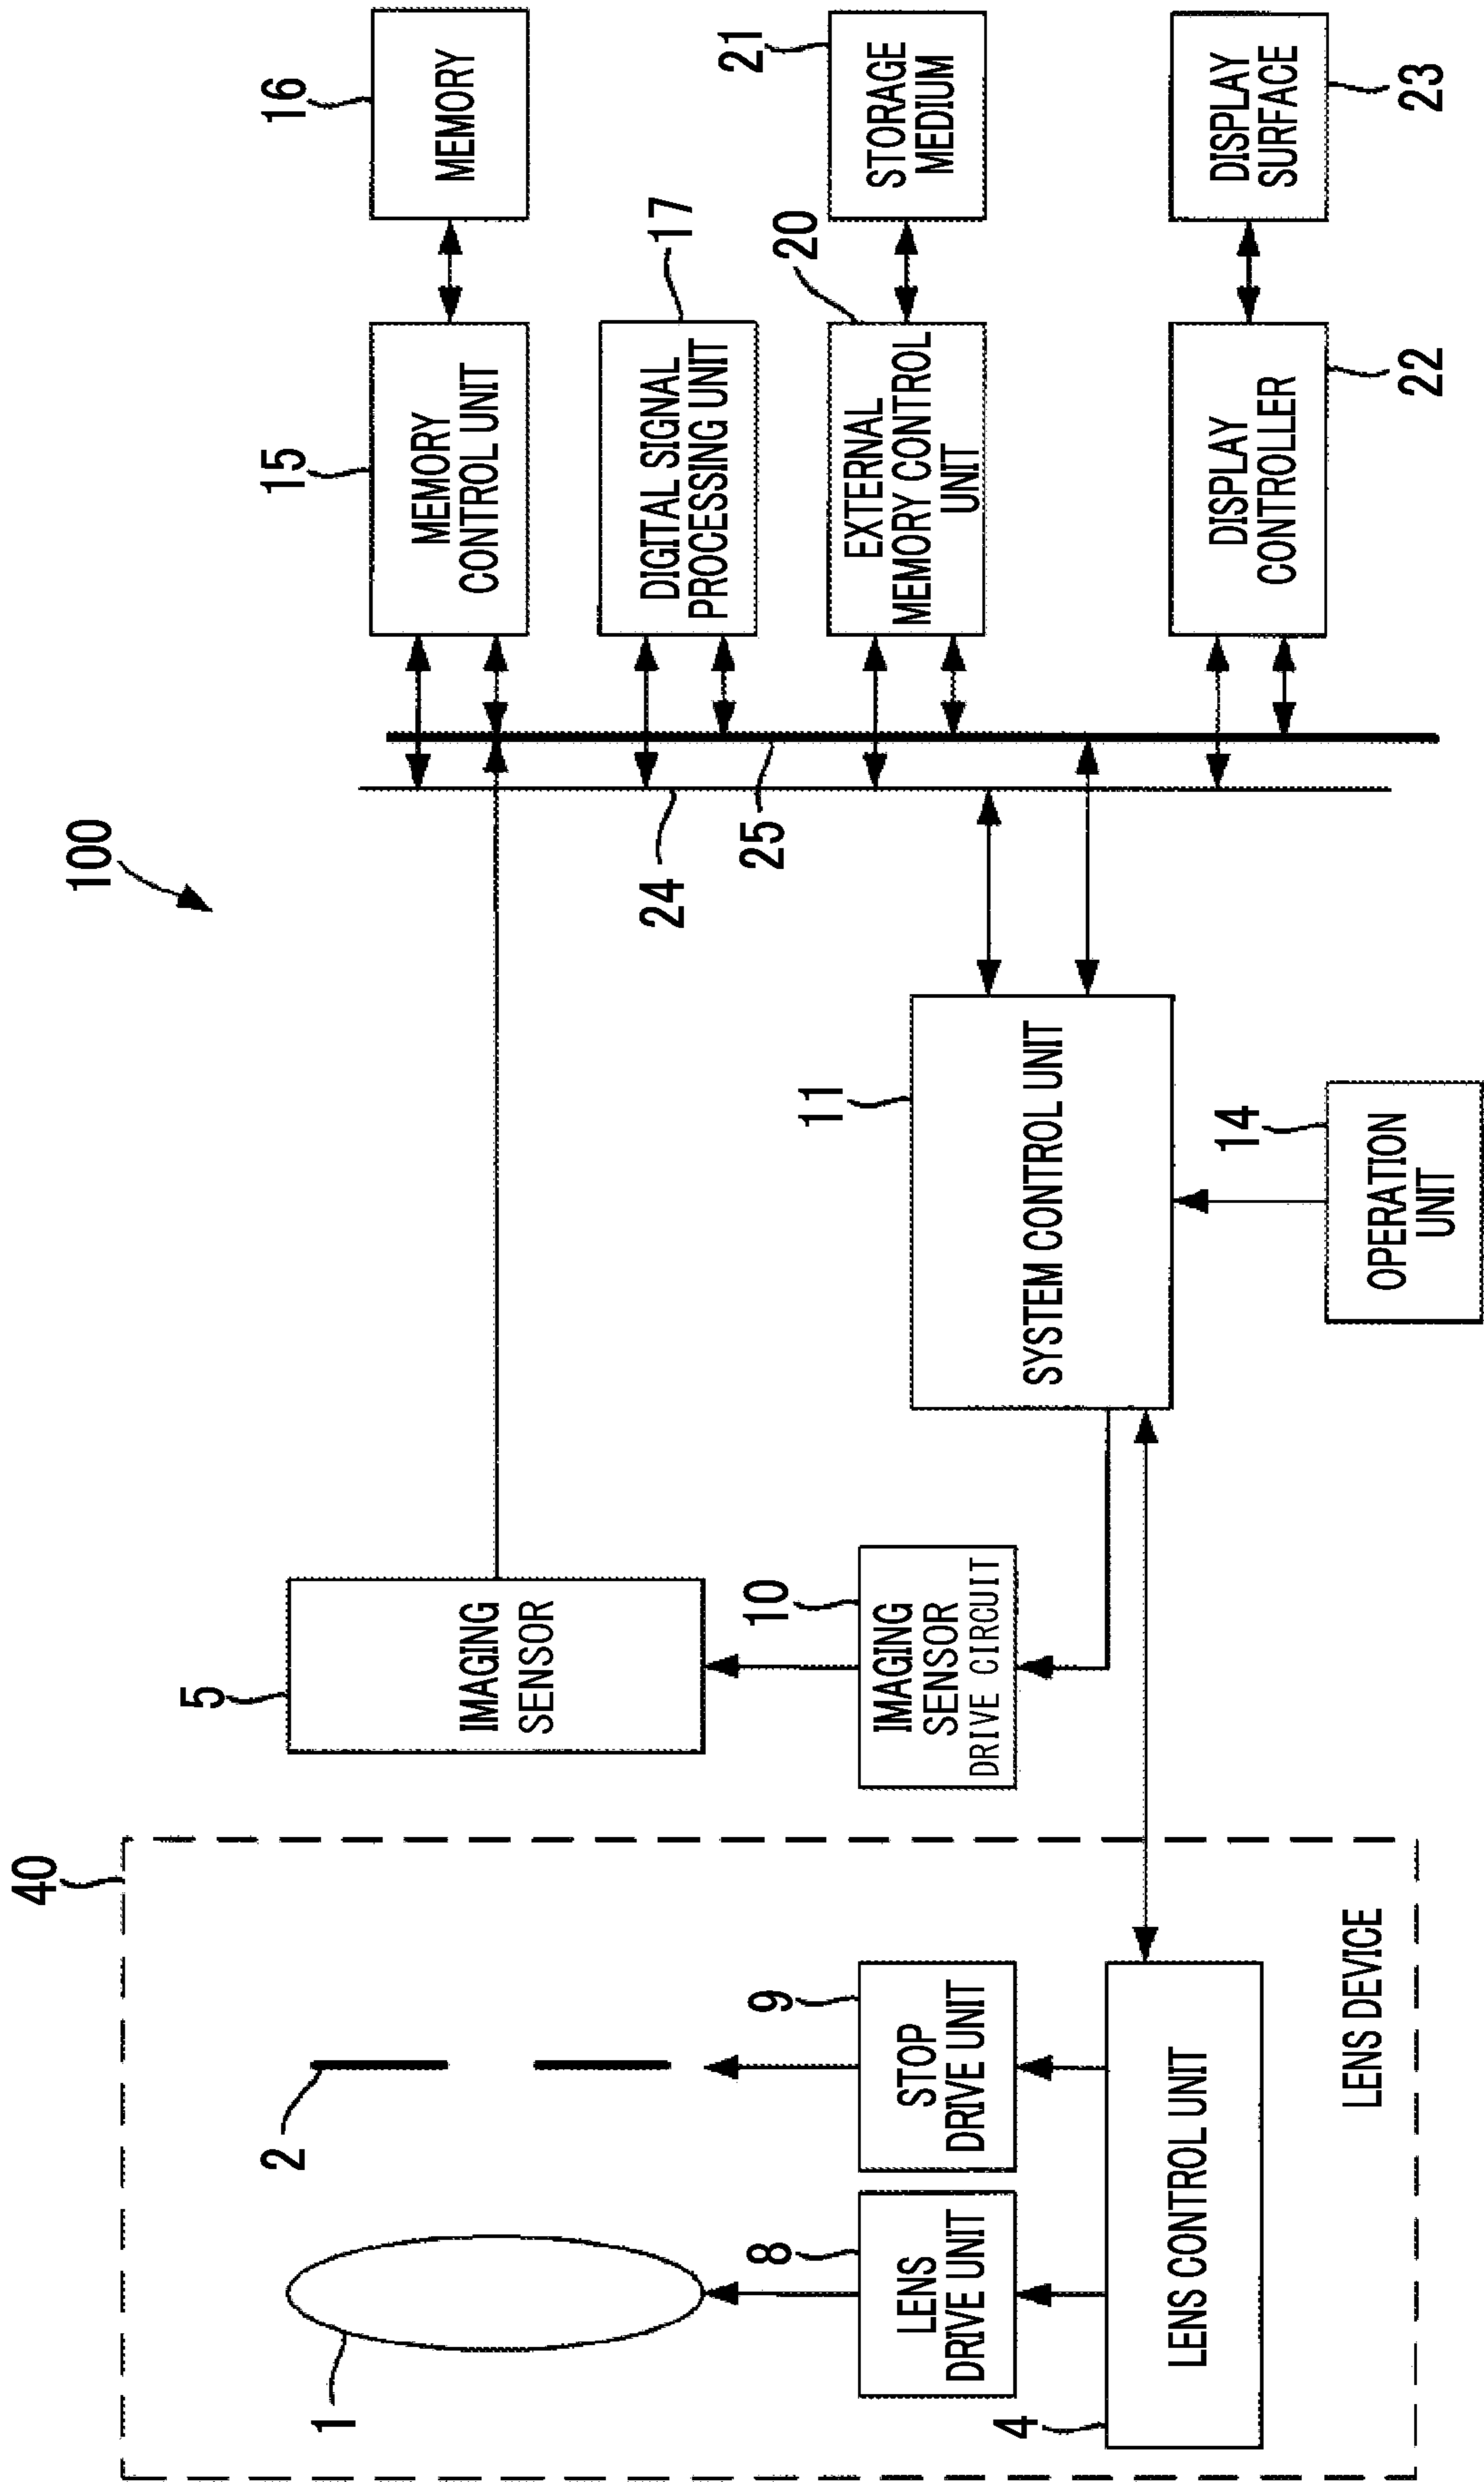 100
40
1
2
LENS
DRIVE UNIT
8
STOP
DRIVE UNIT
9
LENS CONTROL UNIT
4
LENS DEVICE
5
IMAGING
SENSOR
10
IMAGING
SENSOR
DRIVE CIRCUIT
11
SYSTEM CONTROL UNIT
14
OPERATION
UNIT
24
25
15
MEMORY
CONTROL UNIT
16
MEMORY
17
DIGITAL SIGNAL
PROCESSING UNIT
20
EXTERNAL
MEMORY CONTROL
UNIT
21
STORAGE
MEDIUM
DISPLAY
CONTROLLER
22
DISPLAY
SURFACE
23